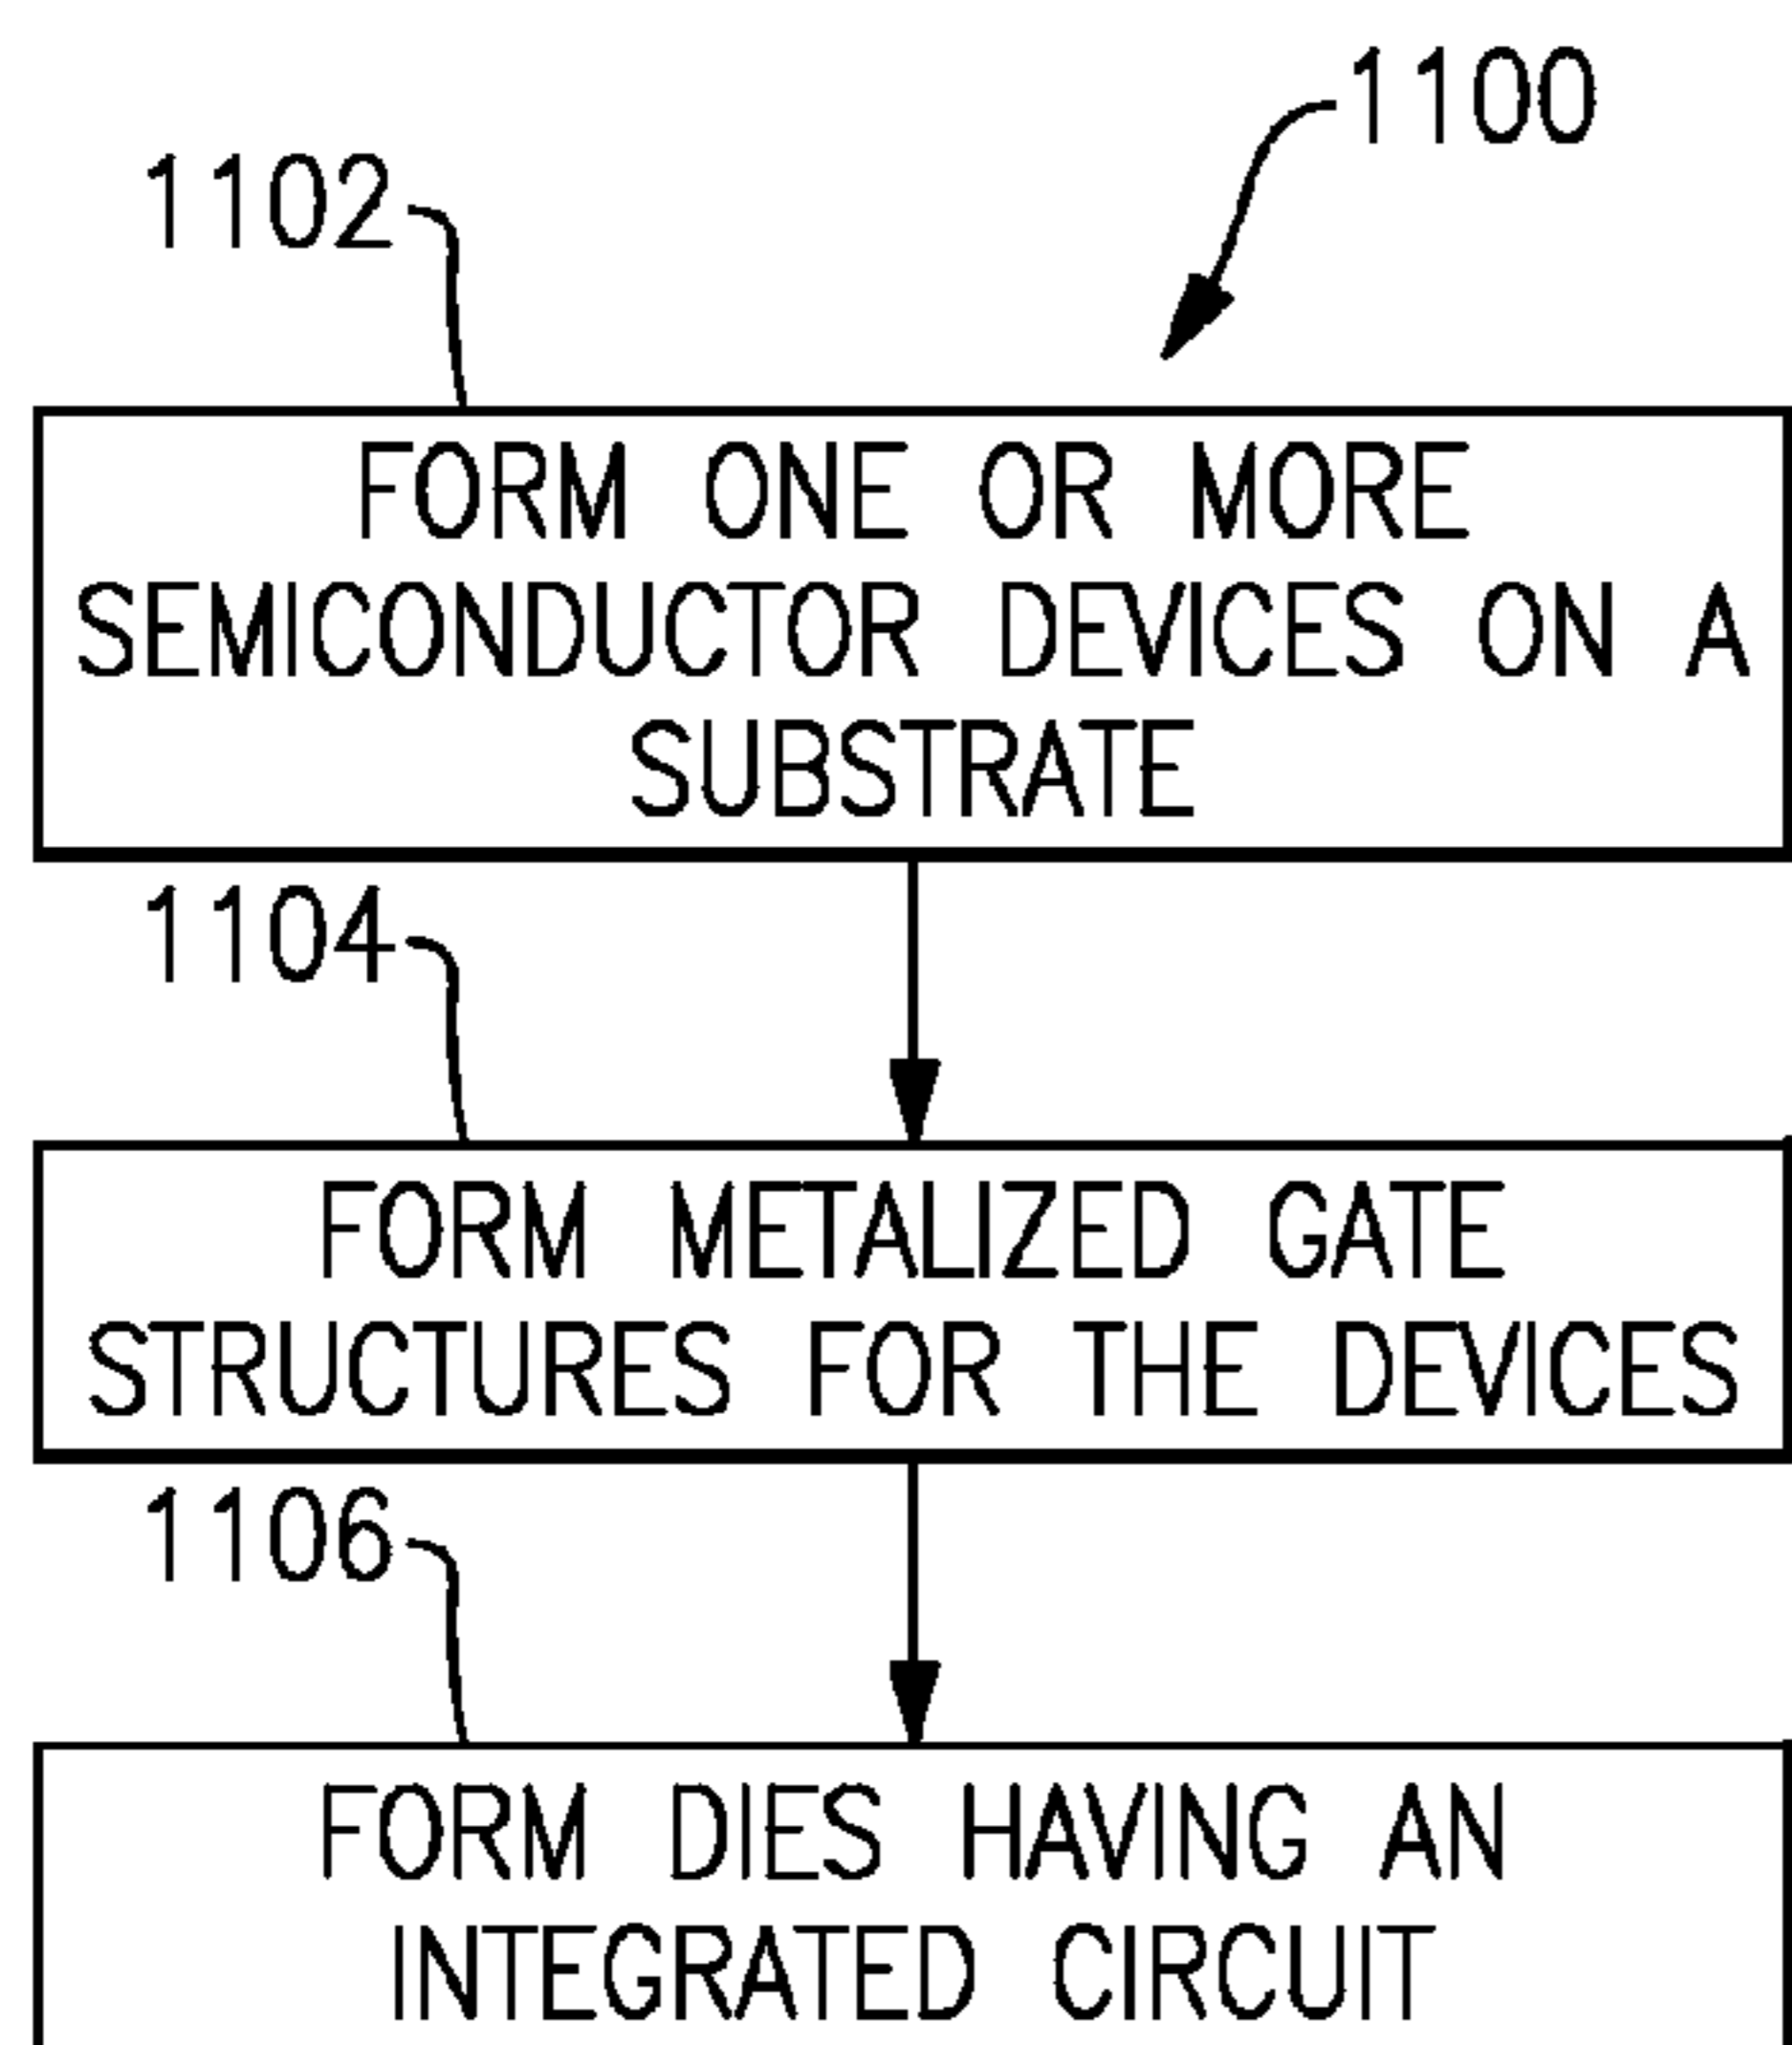 1100
1102
FORM ONE OR MORE
SEMICONDUCTOR DEVICES ON A
SUBSTRATE
1104
FORM METALIZED GATE
STRUCTURES FOR THE DEVICES
1106
FORM DIES HAVING AN
INTEGRATED CIRCUIT